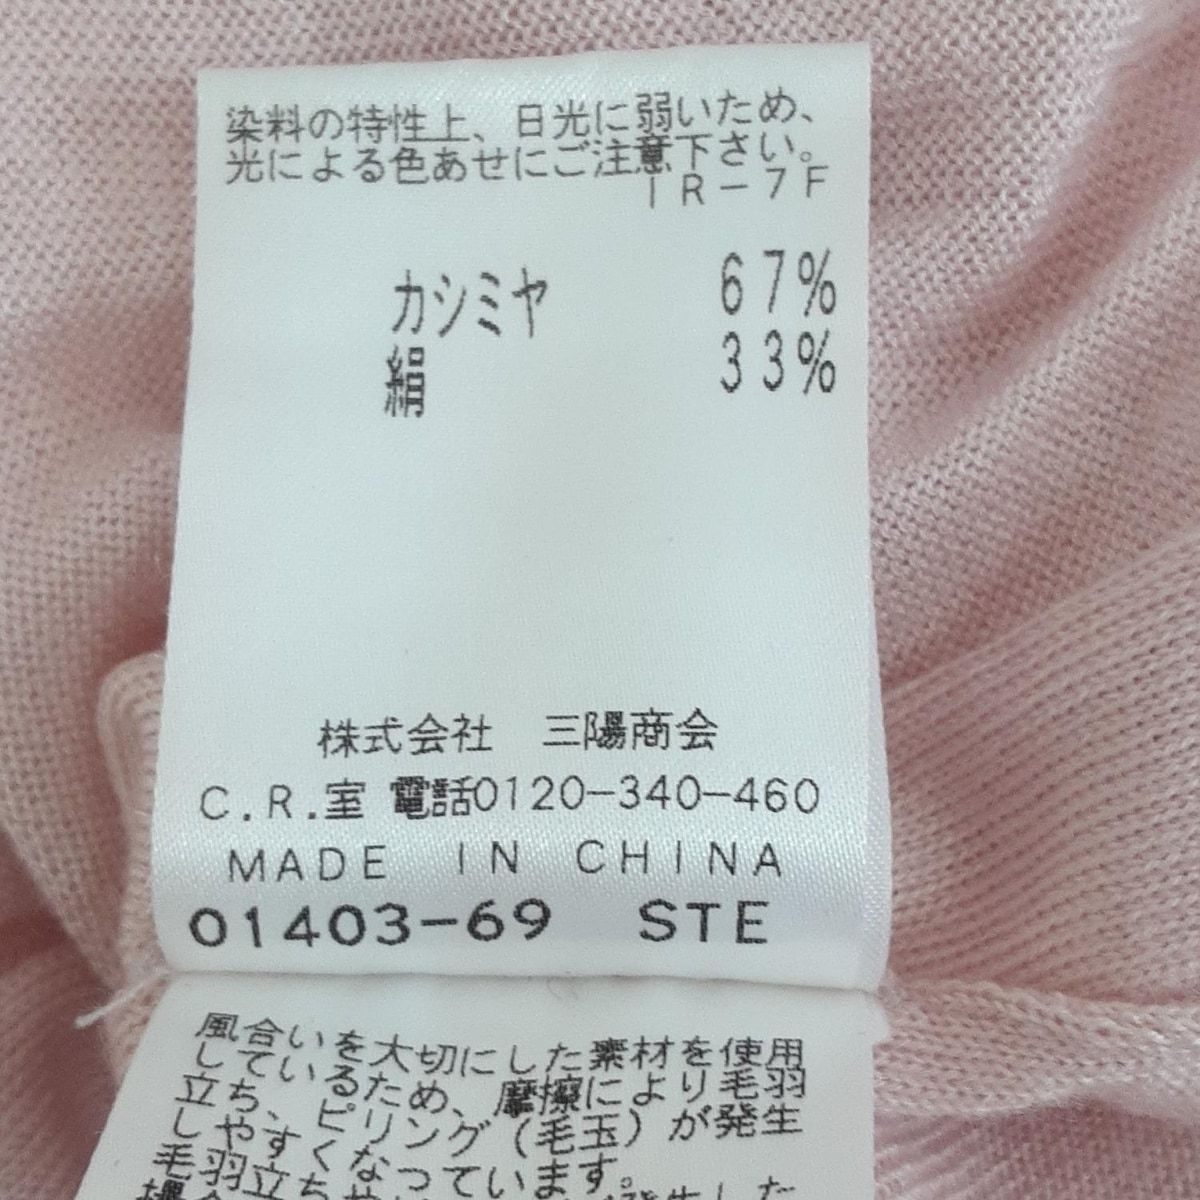 染料の特性上、日光に弱いため、
光による色あせにご注意下さい。
IR-7F
カシミヤ 67%
絹 33%
株式会社 三陽商会
C.R.室 電話0120-340-460
MADE IN CHINA
01403-69 STE
風合いを大切にした素材を使用
しているため、摩擦により毛羽
立ち、ピリング(毛玉)が発生
しやすくなっています。
毛羽立ちや